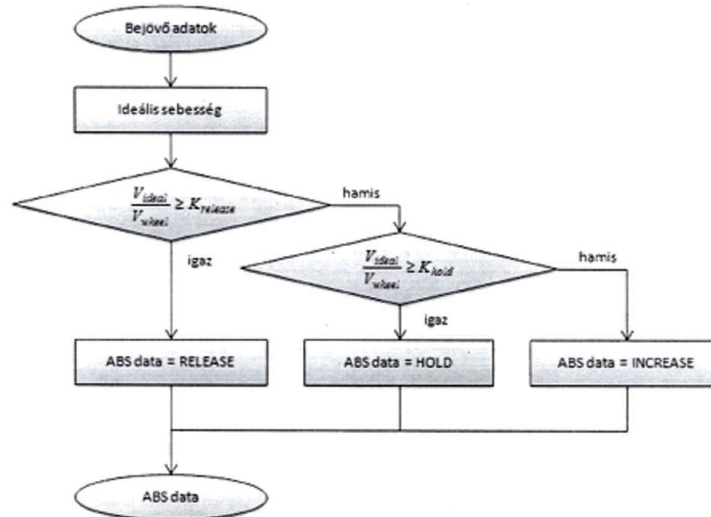 Bejövő adatok
Ideális sebesség
V_ideal / V_wheel ≥ K_release
hamis
igaz
V_ideal / V_wheel ≥ K_hold
hamis
igaz
ABS data = RELEASE
ABS data = HOLD
ABS data = INCREASE
ABS data